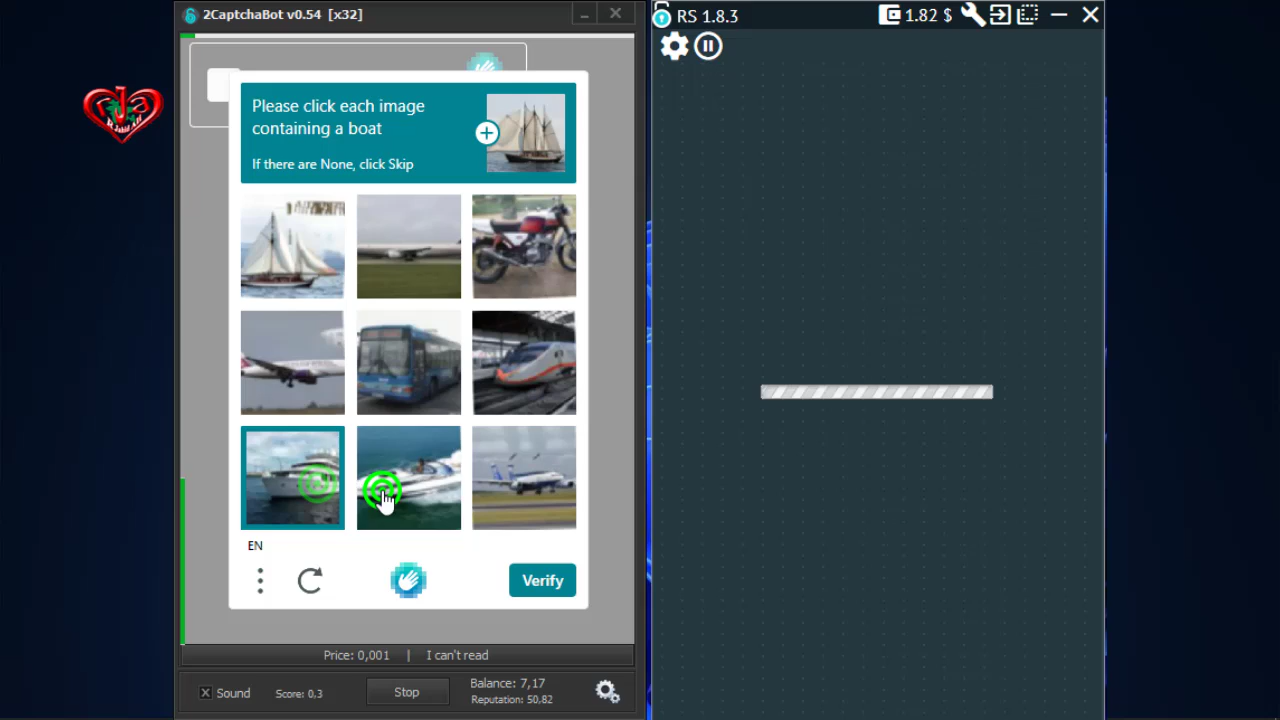 2CaptchaBot v0.54 [x32]
RS 1.8.3
1.82 $
Please click each image
containing a boat
If there are None, click Skip
EN
Verify
Price: 0,001 | I can't read
Sound
Score: 0,3
Stop
Balance: 7,17
Reputation: 50,82